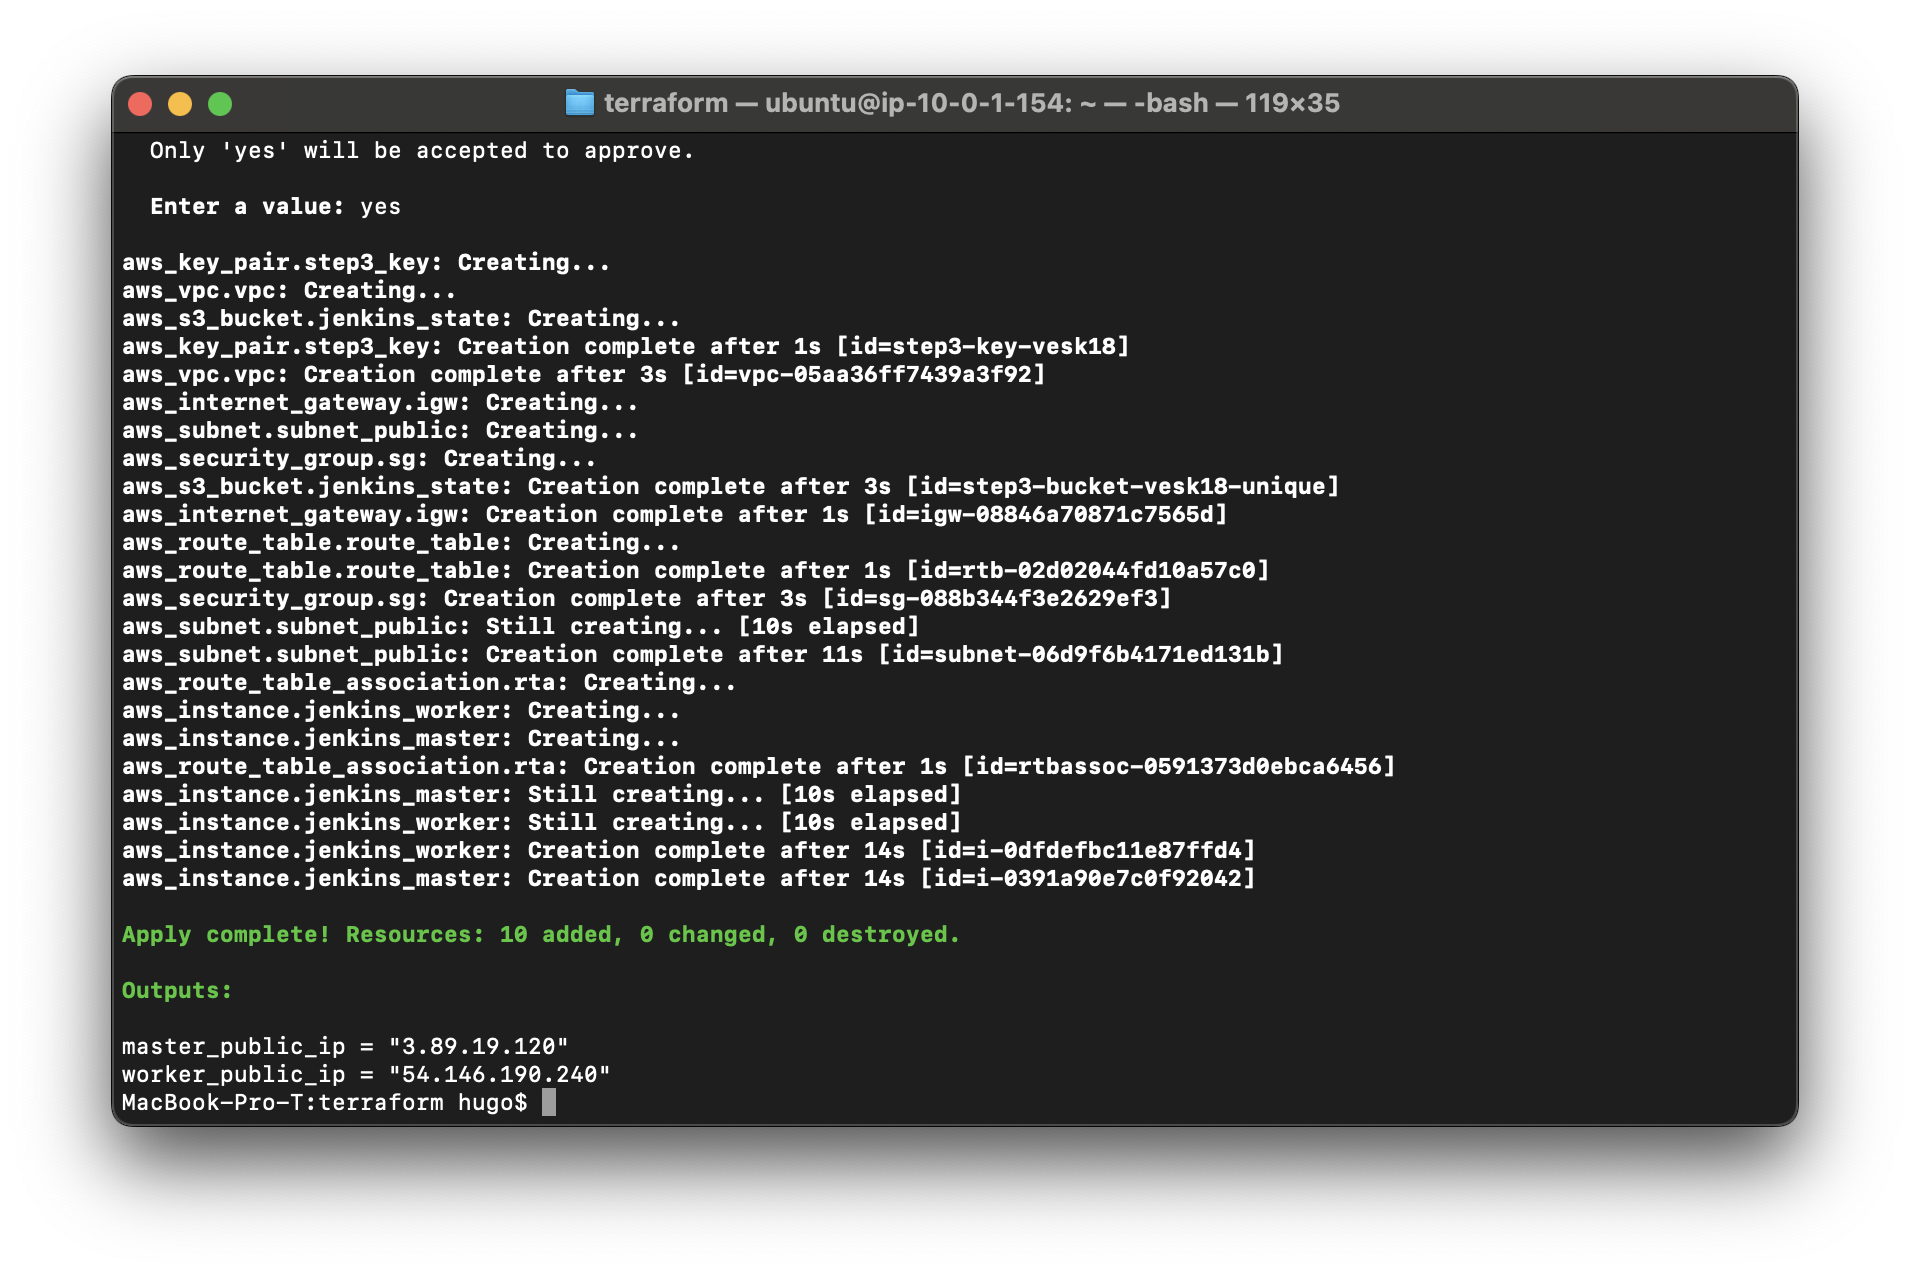 terraform — ubuntu@ip-10-0-1-154: ~ — -bash — 119×35
Only 'yes' will be accepted to approve.
Enter a value: yes
aws_key_pair.step3_key: Creating...
aws_vpc.vpc: Creating...
aws_s3_bucket.jenkins_state: Creating...
aws_key_pair.step3_key: Creation complete after 1s [id=step3-key-vesk18]
aws_vpc.vpc: Creation complete after 3s [id=vpc-05aa36ff7439a3f92]
aws_internet_gateway.igw: Creating...
aws_subnet.subnet_public: Creating...
aws_security_group.sg: Creating...
aws_s3_bucket.jenkins_state: Creation complete after 3s [id=step3-bucket-vesk18-unique]
aws_internet_gateway.igw: Creation complete after 1s [id=igw-08846a70871c7565d]
aws_route_table.route_table: Creating...
aws_route_table.route_table: Creation complete after 1s [id=rtb-02d02044fd10a57c0]
aws_security_group.sg: Creation complete after 3s [id=sg-088b344f3e2629ef3]
aws_subnet.subnet_public: Still creating... [10s elapsed]
aws_subnet.subnet_public: Creation complete after 11s [id=subnet-06d9f6b4171ed131b]
aws_route_table_association.rta: Creating...
aws_instance.jenkins_worker: Creating...
aws_instance.jenkins_master: Creating...
aws_route_table_association.rta: Creation complete after 1s [id=rtbassoc-0591373d0ebca6456]
aws_instance.jenkins_master: Still creating... [10s elapsed]
aws_instance.jenkins_worker: Still creating... [10s elapsed]
aws_instance.jenkins_worker: Creation complete after 14s [id=i-0dfdefbc11e87ffd4]
aws_instance.jenkins_master: Creation complete after 14s [id=i-0391a90e7c0f92042]
Apply complete! Resources: 10 added, 0 changed, 0 destroyed.
Outputs:
master_public_ip = "3.89.19.120"
worker_public_ip = "54.146.190.240"
MacBook-Pro-T:terraform hugo$